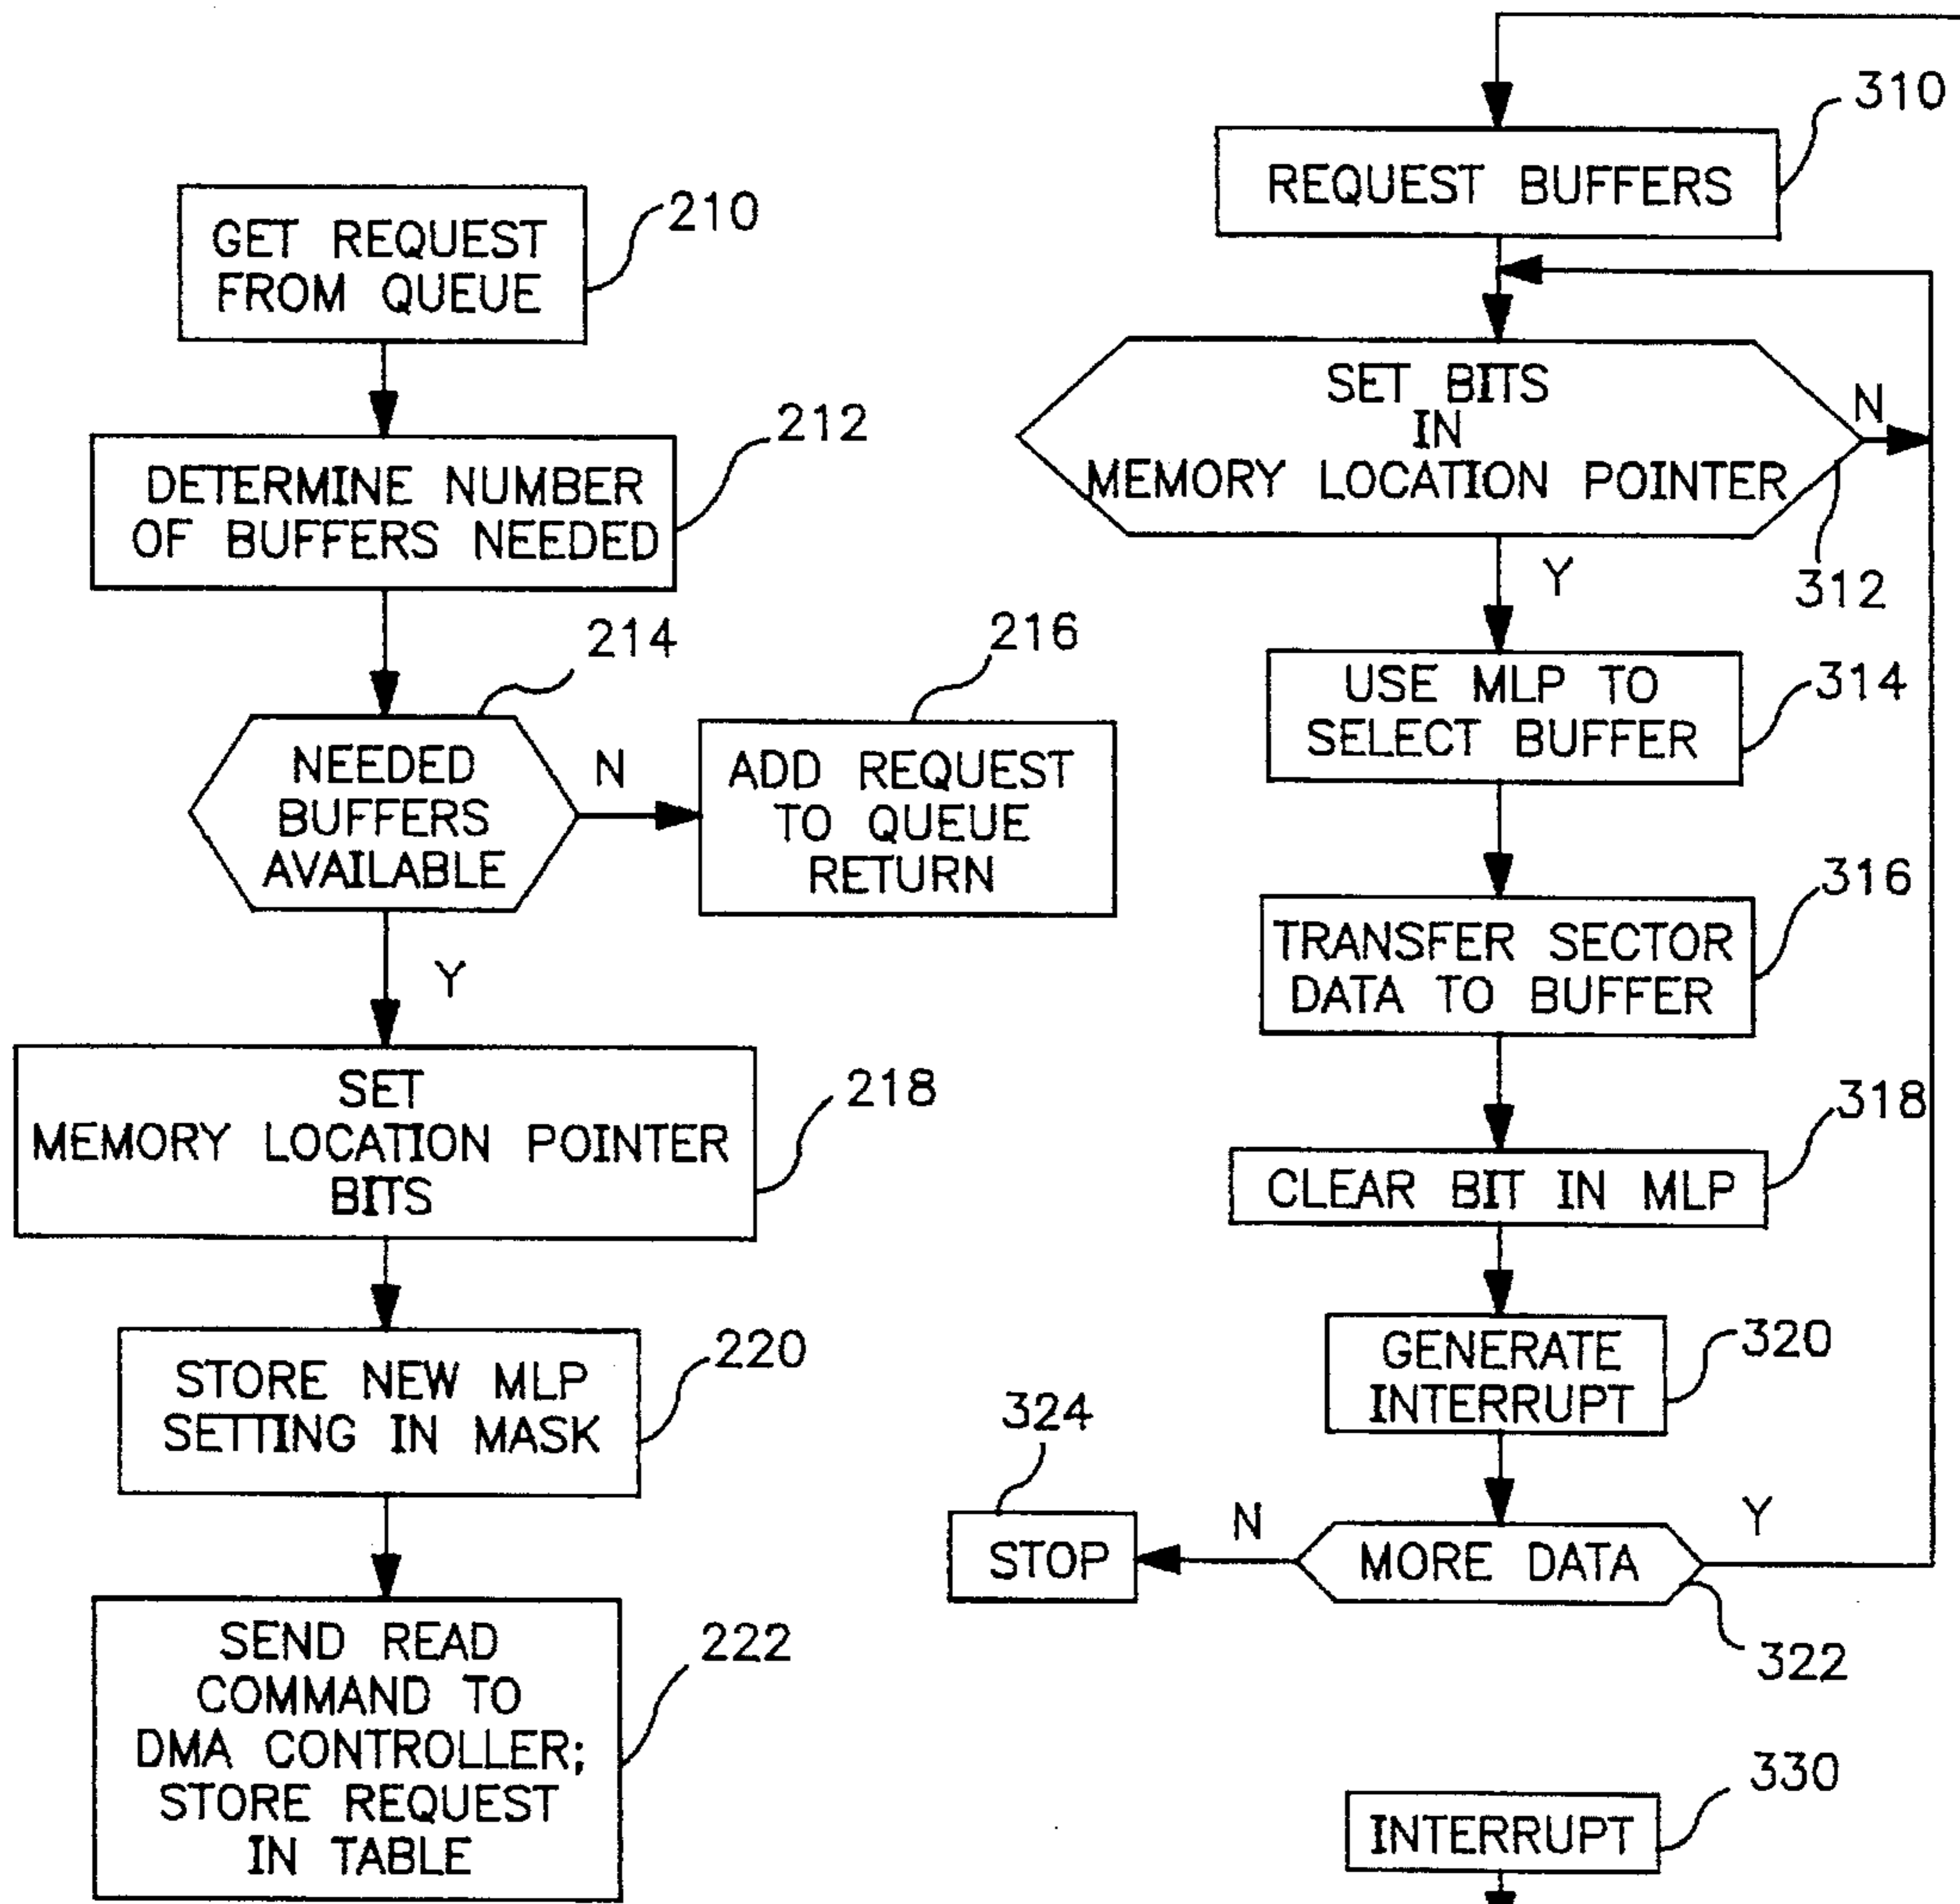 GET REQUEST
FROM QUEUE
210
DETERMINE NUMBER
OF BUFFERS NEEDED
212
NEEDED
BUFFERS
AVAILABLE
214
N
ADD REQUEST
TO QUEUE
RETURN
216
Y
SET
MEMORY LOCATION POINTER
BITS
218
STORE NEW MLP
SETTING IN MASK
220
SEND READ
COMMAND TO
DMA CONTROLLER;
STORE REQUEST
IN TABLE
222
REQUEST BUFFERS
310
SET BITS
IN
MEMORY LOCATION POINTER
N
312
Y
USE MLP TO
SELECT BUFFER
314
TRANSFER SECTOR
DATA TO BUFFER
316
CLEAR BIT IN MLP
318
GENERATE
INTERRUPT
320
324
STOP
N
MORE DATA
Y
322
INTERRUPT
330